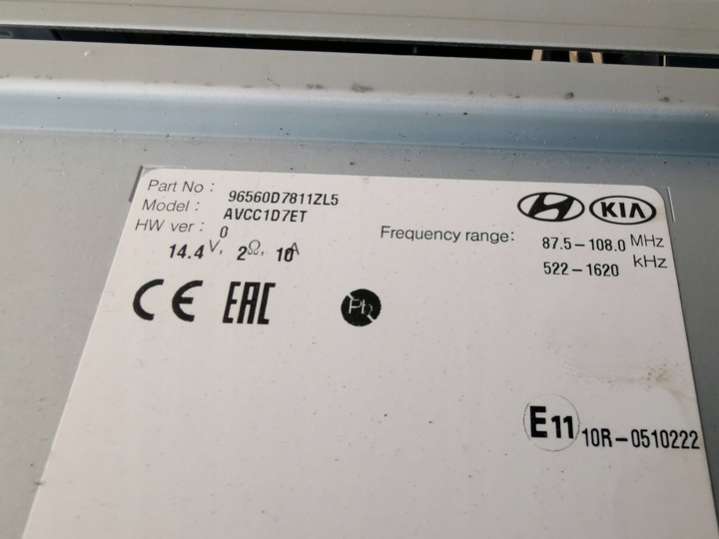 Part No : 96560D7811ZL5
Model : AVCC1D7ET
HW ver : 0
14.4V, 2Ω, 10A
Frequency range: 87.5-108.0 MHz
522-1620 kHz
KIA
CE EAC Pb
E11 10R-0510222